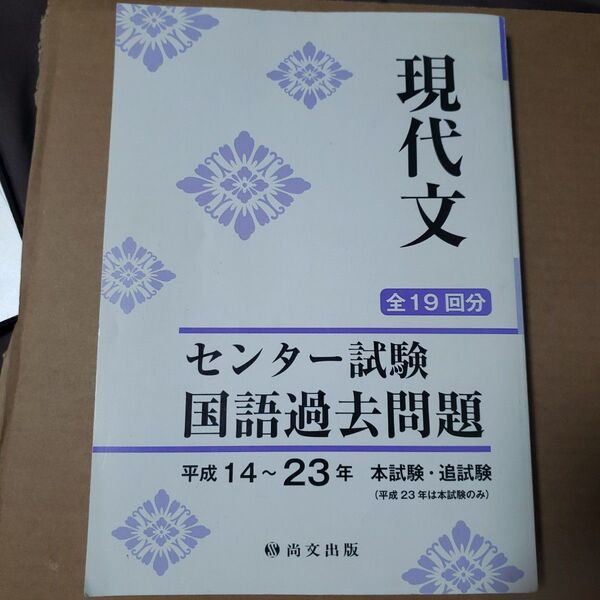 現代文
全19回分
センター試験
国語過去問題
平成14～23年 本試験・追試験
(平成23年は本試験のみ)
尚文出版